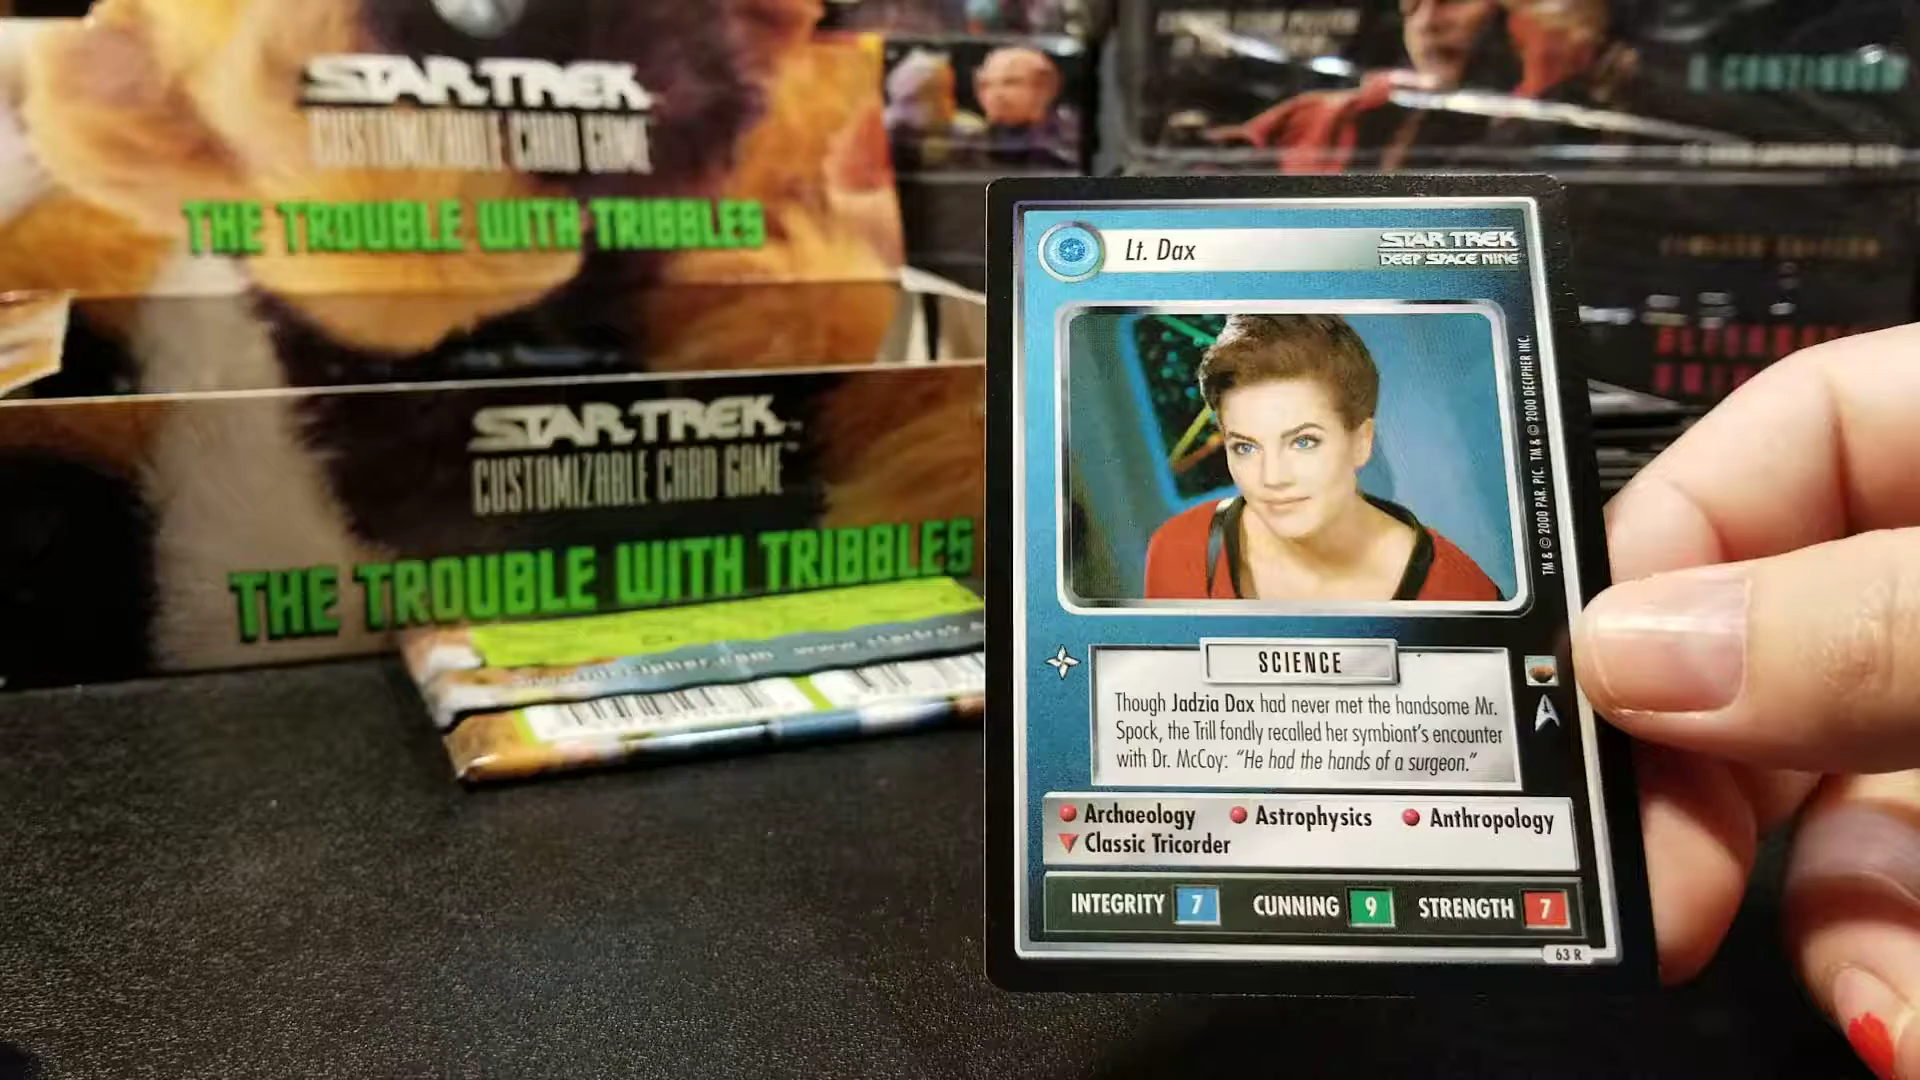 STAR TREK
CUSTOMIZABLE CARD GAME
THE TROUBLE WITH TRIBBLES
STAR TREK™
CUSTOMIZABLE CARD GAME™
THE TROUBLE WITH TRIBBLES
Q CONTINUUM
Lt. Dax
STAR TREK
DEEP SPACE NINE
TM & © 2000 PAR. PIC. TM & © 2000 DECIPHER INC.
SCIENCE
Though Jadzia Dax had never met the handsome Mr.
Spock, the Trill fondly recalled her symbiont's encounter
with Dr. McCoy: "He had the hands of a surgeon."
Archaeology Astrophysics Anthropology
Classic Tricorder
INTEGRITY 7 CUNNING 9 STRENGTH 7
63 R